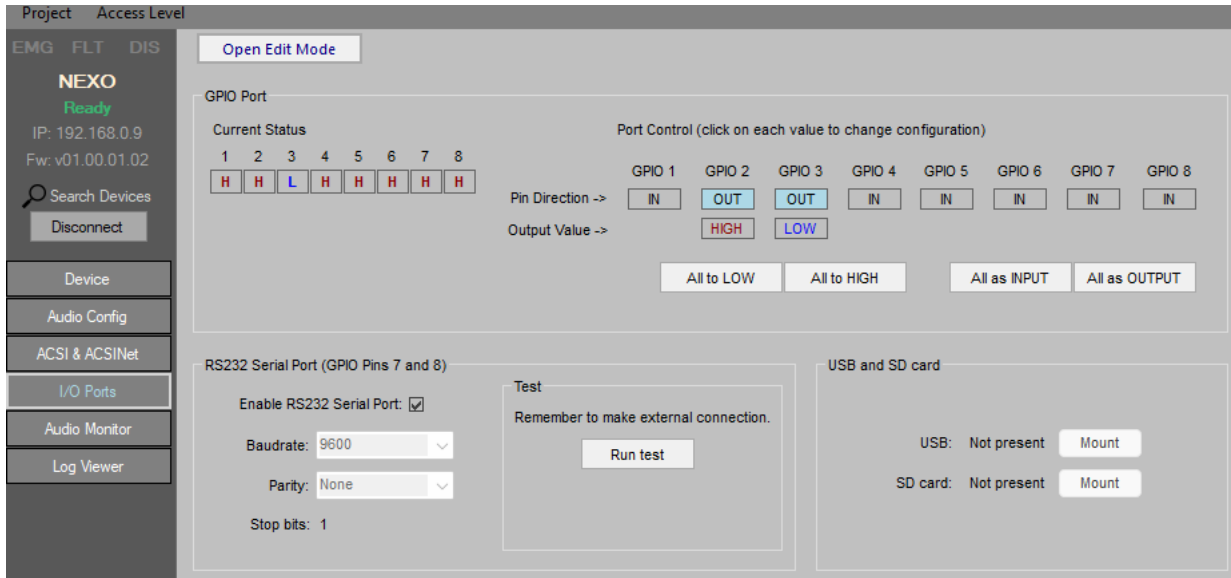 Project Access Level
EMG FLT DIS
NEXO
Ready
IP: 192.168.0.9
Fw: v01.00.01.02
Search Devices
Disconnect
Device
Audio Config
ACSI & ACSINet
I/O Ports
Audio Monitor
Log Viewer
Open Edit Mode
GPIO Port
Current Status
1 2 3 4 5 6 7 8
H H L H H H H H
Port Control (click on each value to change configuration)
GPIO 1 GPIO 2 GPIO 3 GPIO 4 GPIO 5 GPIO 6 GPIO 7 GPIO 8
Pin Direction -> IN OUT OUT IN IN IN IN IN
Output Value -> HIGH LOW
All to LOW All to HIGH All as INPUT All as OUTPUT
RS232 Serial Port (GPIO Pins 7 and 8)
Enable RS232 Serial Port:
Baudrate: 9600
Parity: None
Stop bits: 1
Test
Remember to make external connection.
Run test
USB and SD card
USB: Not present Mount
SD card: Not present Mount